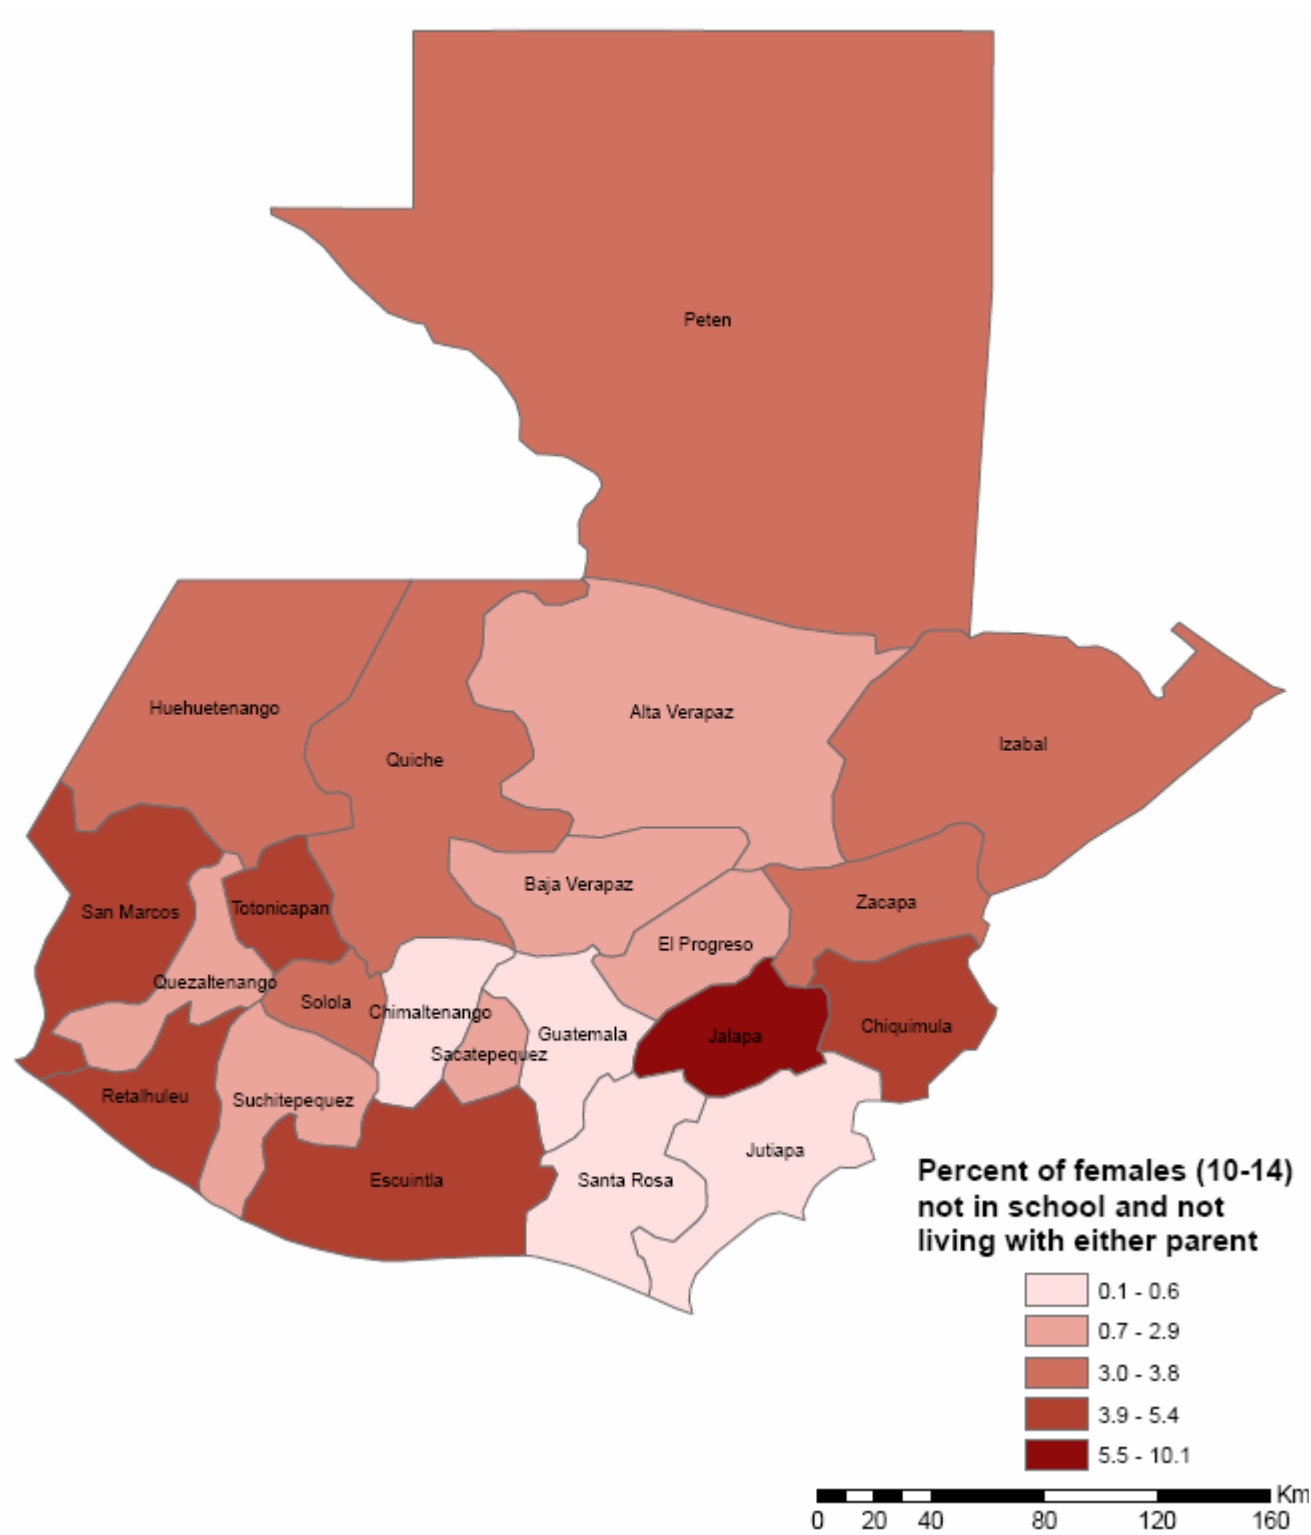 Peten
Huehuetenango
Alta Verapaz
Izabal
Quiche
Baja Verapaz
Zacapa
San Marcos
Totonicapan
El Progreso
Quezaltenango
Solola
Chimaltenango
Guatemala
Jalapa
Chiquimula
Sacatepequez
Retalhuleu
Suchitepequez
Jutiapa
Escuintla
Santa Rosa
Percent of females (10-14)
not in school and not
living with either parent
0.1 - 0.6
0.7 - 2.9
3.0 - 3.8
3.9 - 5.4
5.5 - 10.1
Km
0 20 40 80 120 160